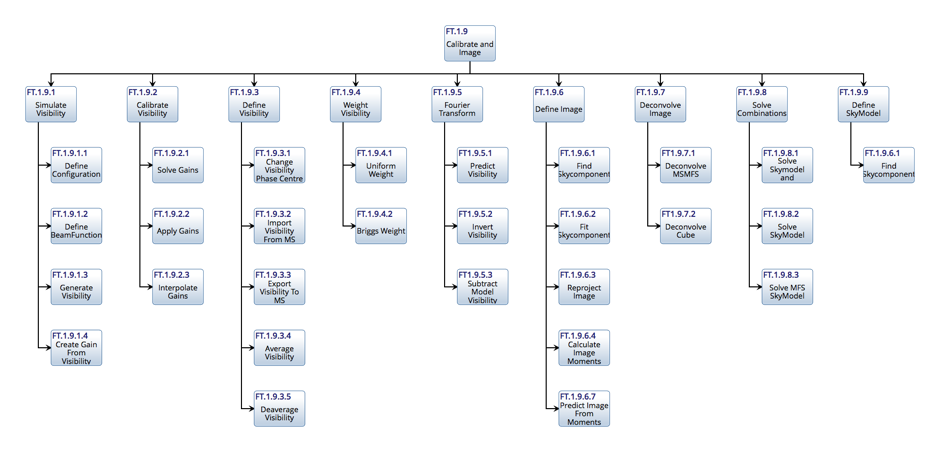 FT.1.9
Calibrate and
Image
FT.1.9.1
Simulate
Visibility
FT.1.9.2
Calibrate
Visibility
FT.1.9.3
Define
Visibility
FT.1.9.4
Weight
Visibility
FT.1.9.5
Fourier
Transform
FT.1.9.6
Define Image
FT.1.9.7
Deconvolve
Image
FT.1.9.8
Solve
Combinations
FT.1.9.9
Define
SkyModel
FT.1.9.1.1
Define
Configuration
FT.1.9.1.2
Define
BeamFunction
FT.1.9.1.3
Generate
Visibility
FT.1.9.1.4
Create Gain
From
Visibility
FT.1.9.2.1
Solve Gains
FT.1.9.2.2
Apply Gains
FT.1.9.2.3
Interpolate
Gains
FT.1.9.3.1
Change
Visibility
Phase Centre
FT.1.9.3.2
Import
Visibility
From MS
FT.1.9.3.3
Export
Visibility To
MS
FT.1.9.3.4
Average
Visibility
FT.1.9.3.5
Deaverage
Visibility
FT.1.9.4.1
Uniform
Weight
FT.1.9.4.2
Briggs Weight
FT.1.9.5.1
Predict
Visibility
FT1.9.5.2
Invert
Visibility
FT1.9.5.3
Subtract
Model
Visibility
FT.1.9.6.1
Find
Skycomponent
FT.1.9.6.2
Fit
Skycomponent
FT.1.9.6.3
Reproject
Image
FT.1.9.6.4
Calculate
Image
Moments
FT.1.9.6.7
Predict Image
From
Moments
FT.1.9.7.1
Deconvolve
MSMFS
FT1.9.7.2
Deconvolve
Cube
FT.1.9.8.1
Solve
Skymodel
and
FT.1.9.8.2
Solve
SkyModel
FT.1.9.8.3
Solve MFS
SkyModel
FT.1.9.6.1
Find
Skycomponent